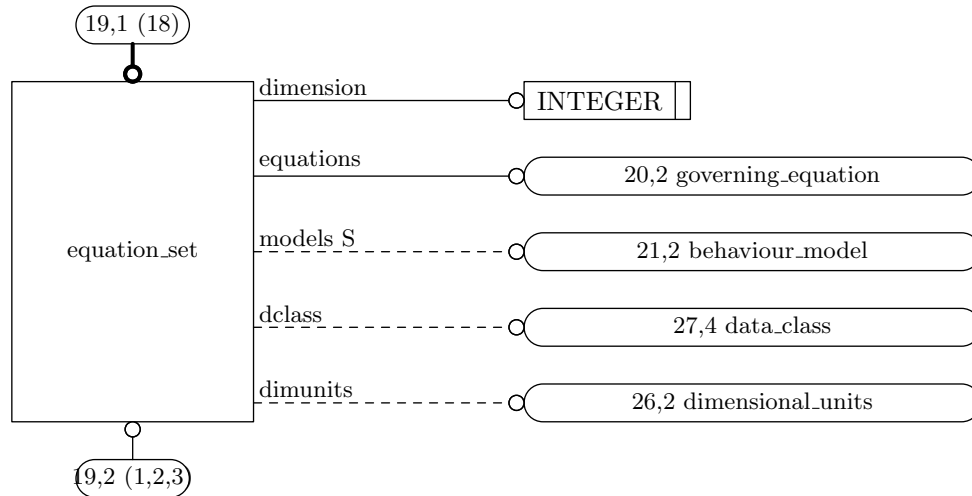 19,1 (18)
dimension
INTEGER
equations
20,2 governing_equation
equation_set
models S
21,2 behaviour_model
dclass
27,4 data_class
dimunits
26,2 dimensional_units
19,2 (1,2,3)